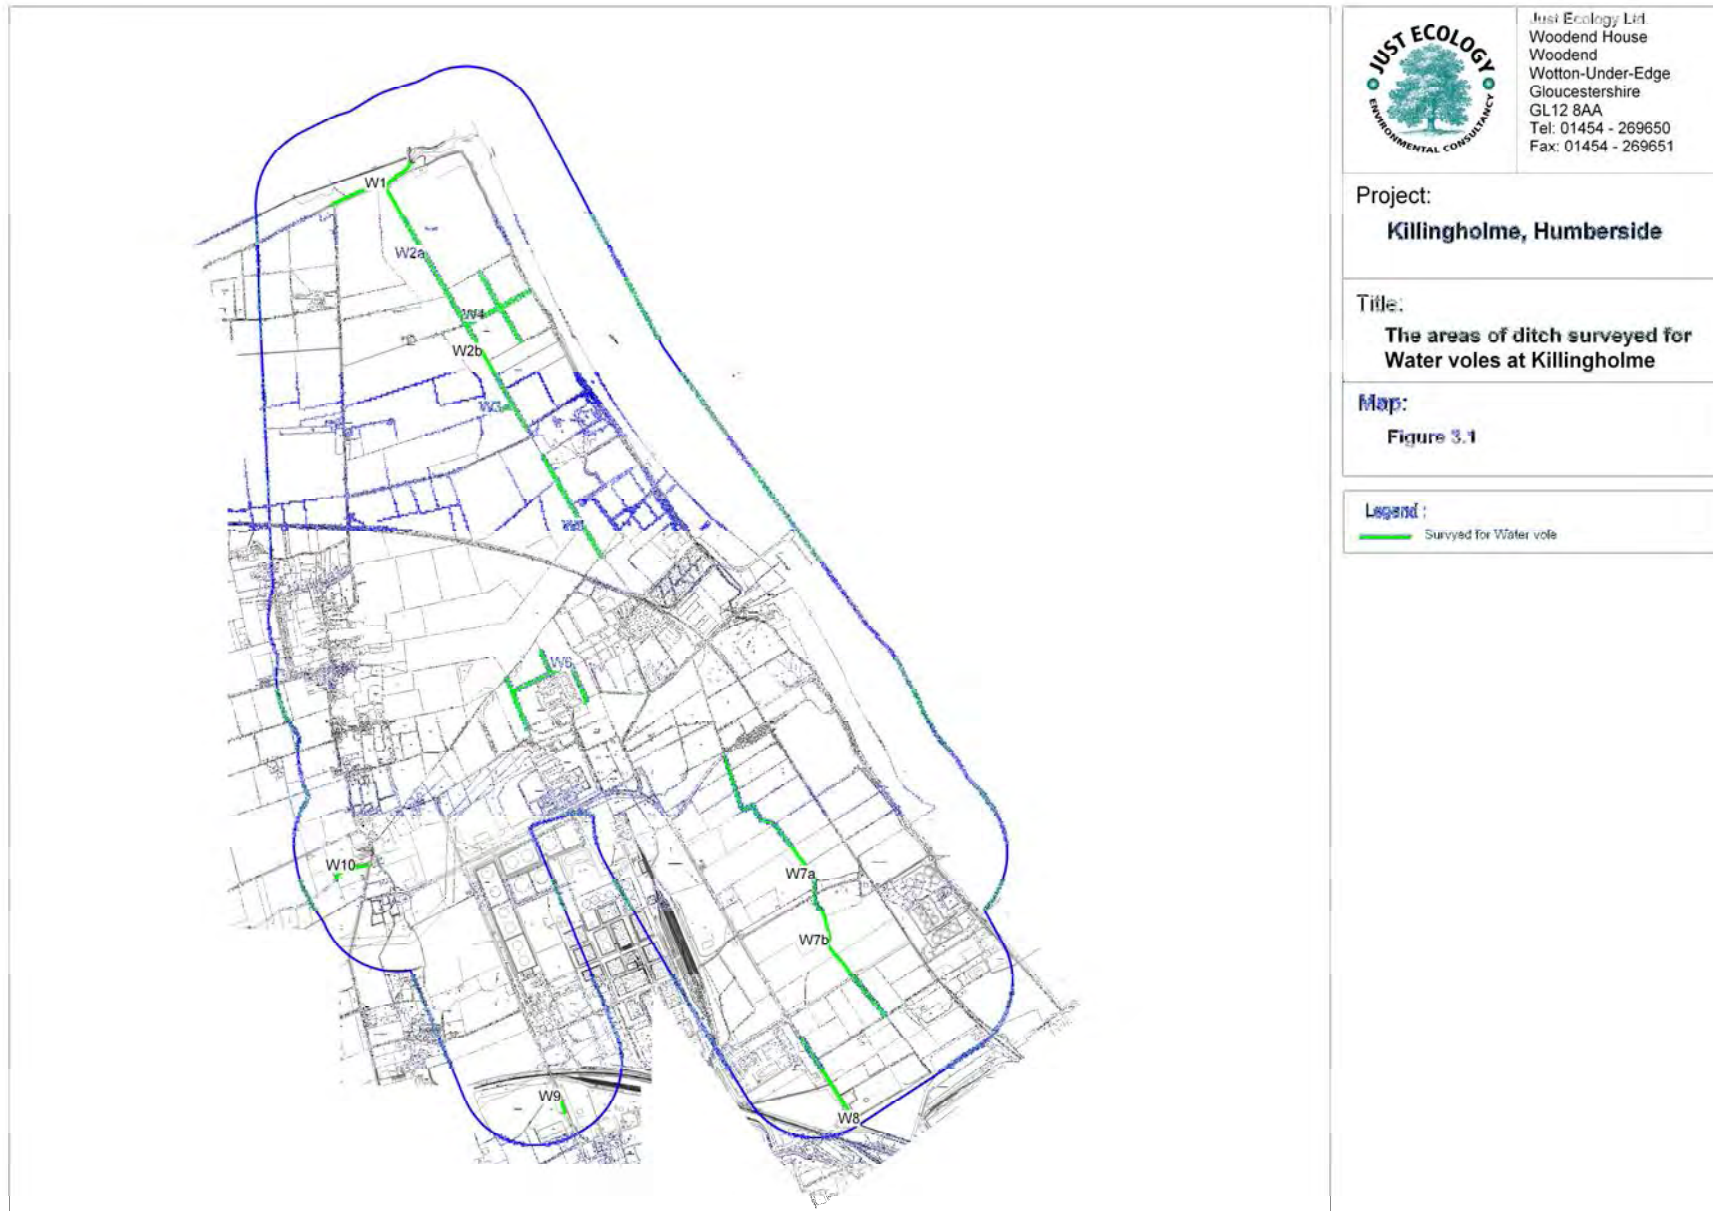 JUST ECOLOGY
ENVIRONMENTAL CONSULTANCY
Just Ecology Ltd.
Woodend House
Woodend
Wotton-Under-Edge
Gloucestershire
GL12 8AA
Tel: 01454 - 269650
Fax: 01454 - 269651
Project:
Killingholme, Humberside
Title:
The areas of ditch surveyed for
Water voles at Killingholme
Map:
Figure 3.1
Legend :
Survyed for Water vole
W1
W2a
W4
W2b
W3
W6
W10
W7a
W7b
W9
W8